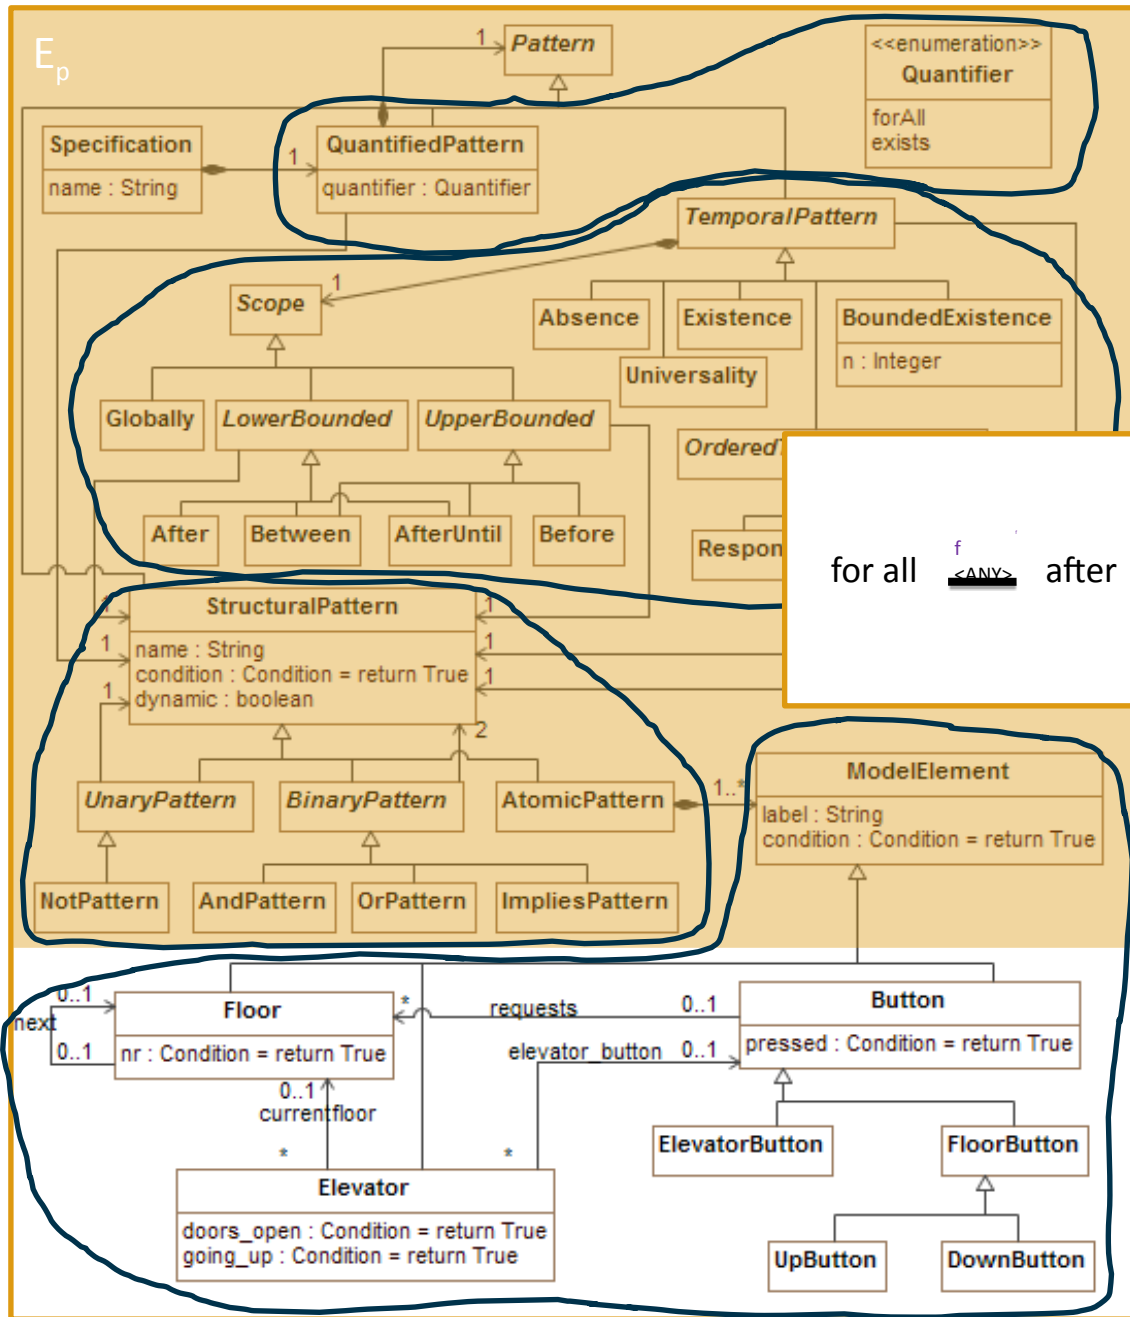 E_p
1
Pattern
<<enumeration>>
Quantifier
forAll
exists
Specification
name : String
1
QuantifiedPattern
quantifier : Quantifier
TemporalPattern
1
Scope
Absence
Existence
BoundedExistence
n : Integer
Universality
Globally
LowerBounded
UpperBounded
Ordered
After
Between
AfterUntil
Before
Respon
for all
f
<ANY>
after
StructuralPattern
name : String
condition : Condition = return True
dynamic : boolean
1
1
1
1
1
1
2
UnaryPattern
BinaryPattern
AtomicPattern
1..*
ModelElement
label : String
condition : Condition = return True
NotPattern
AndPattern
OrPattern
ImpliesPattern
0..1
next
0..1
Floor
nr : Condition = return True
*
requests
0..1
Button
pressed : Condition = return True
elevator_button
0..1
0..1
currentfloor
*
*
Elevator
doors_open : Condition = return True
going_up : Condition = return True
ElevatorButton
FloorButton
UpButton
DownButton